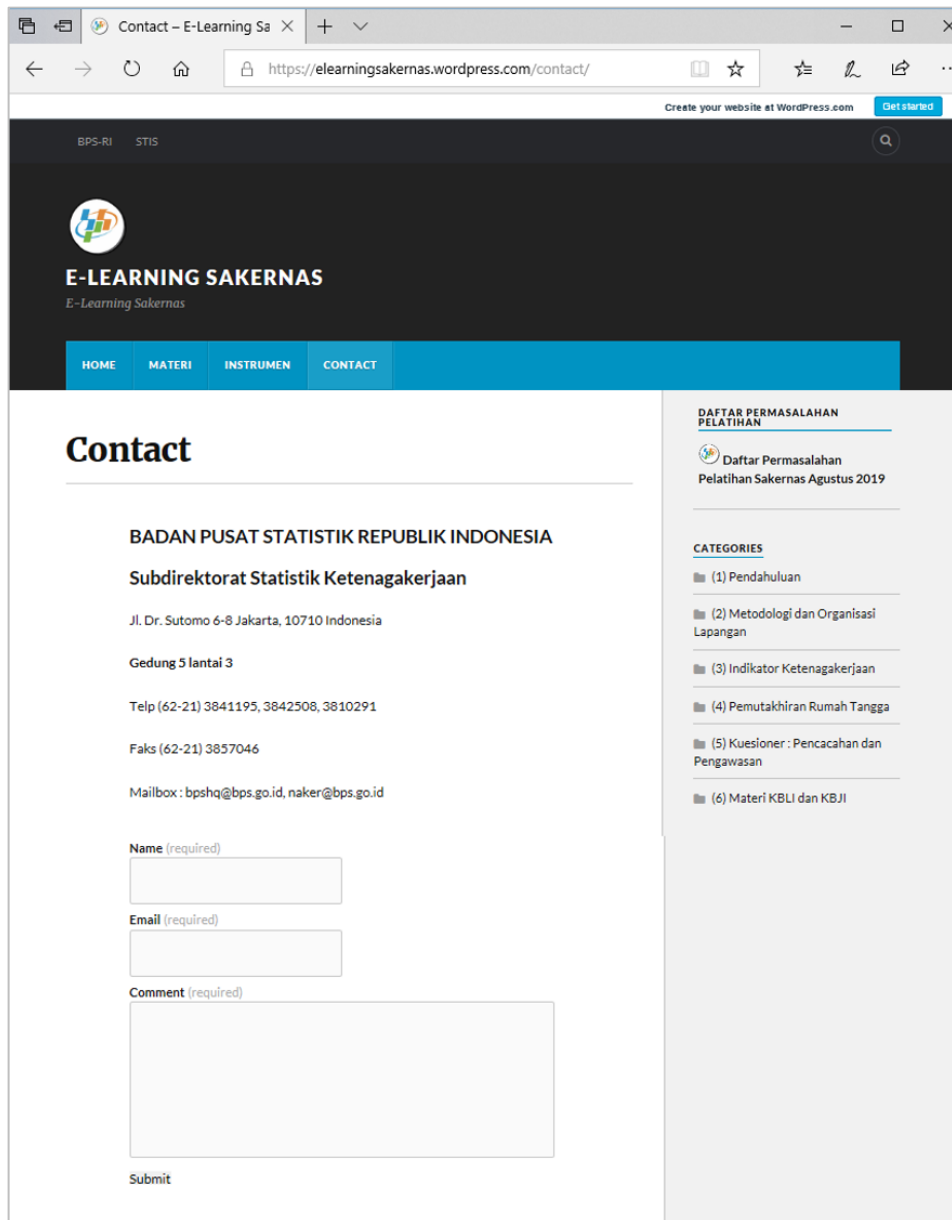 Contact – E-Learning Sa
https://elearningsakernas.wordpress.com/contact/
Create your website at WordPress.com
Get started
BPS-RI STIS
E-LEARNING SAKERNAS
E-Learning Sakernas
HOME MATERI INSTRUMEN CONTACT
Contact
BADAN PUSAT STATISTIK REPUBLIK INDONESIA
Subdirektorat Statistik Ketenagakerjaan
Jl. Dr. Sutomo 6-8 Jakarta, 10710 Indonesia
Gedung 5 lantai 3
Telp (62-21) 3841195, 3842508, 3810291
Faks (62-21) 3857046
Mailbox : bpshq@bps.go.id, naker@bps.go.id
Name (required)
Email (required)
Comment (required)
Submit
DAFTAR PERMASALAHAN
PELATIHAN
Daftar Permasalahan
Pelatihan Sakernas Agustus 2019
CATEGORIES
(1) Pendahuluan
(2) Metodologi dan Organisasi
Lapangan
(3) Indikator Ketenagakerjaan
(4) Pemutakhiran Rumah Tangga
(5) Kuesioner : Pencacahan dan
Pengawasan
(6) Materi KBLI dan KBJI